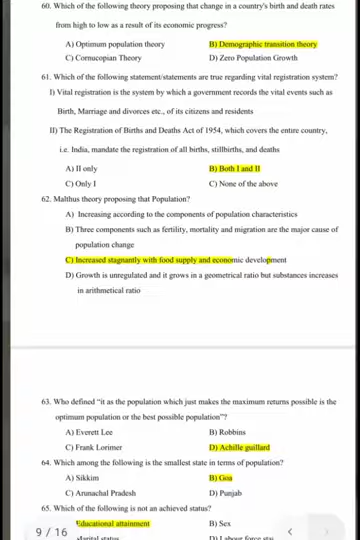 60. Which of the following theory proposing that change in a country's birth and death rates
from high to low as a result of its economic progress?
A) Optimum population theory B) Demographic transition theory
C) Cornucopian Theory D) Zero Population Growth
61. Which of the following statement/statements are true regarding vital registration system?
I) Vital registration is the system by which a government records the vital events such as
Birth, Marriage and divorces etc., of its citizens and residents
II) The Registration of Births and Deaths Act of 1954, which covers the entire country,
i.e. India, mandate the registration of all births, stillbirths, and deaths
A) II only B) Both I and II
C) Only I C) None of the above
62. Malthus theory proposing that Population?
A) Increasing according to the components of population characteristics
B) Three components such as fertility, mortality and migration are the major cause of
population change
C) Increased stagnantly with food supply and economic development
D) Growth is unregulated and it grows in a geometrical ratio but substances increases
in arithmetical ratio
63. Who defined “it as the population which just makes the maximum returns possible is the
optimum population or the best possible population”?
A) Everett Lee B) Robbins
C) Frank Lorimer D) Achille guillard
64. Which among the following is the smallest state in terms of population?
A) Sikkim B) Goa
C) Arunachal Pradesh D) Punjab
65. Which of the following is not an achieved status?
Educational attainment B) Sex
9 / 16
Marital status D) Labour force